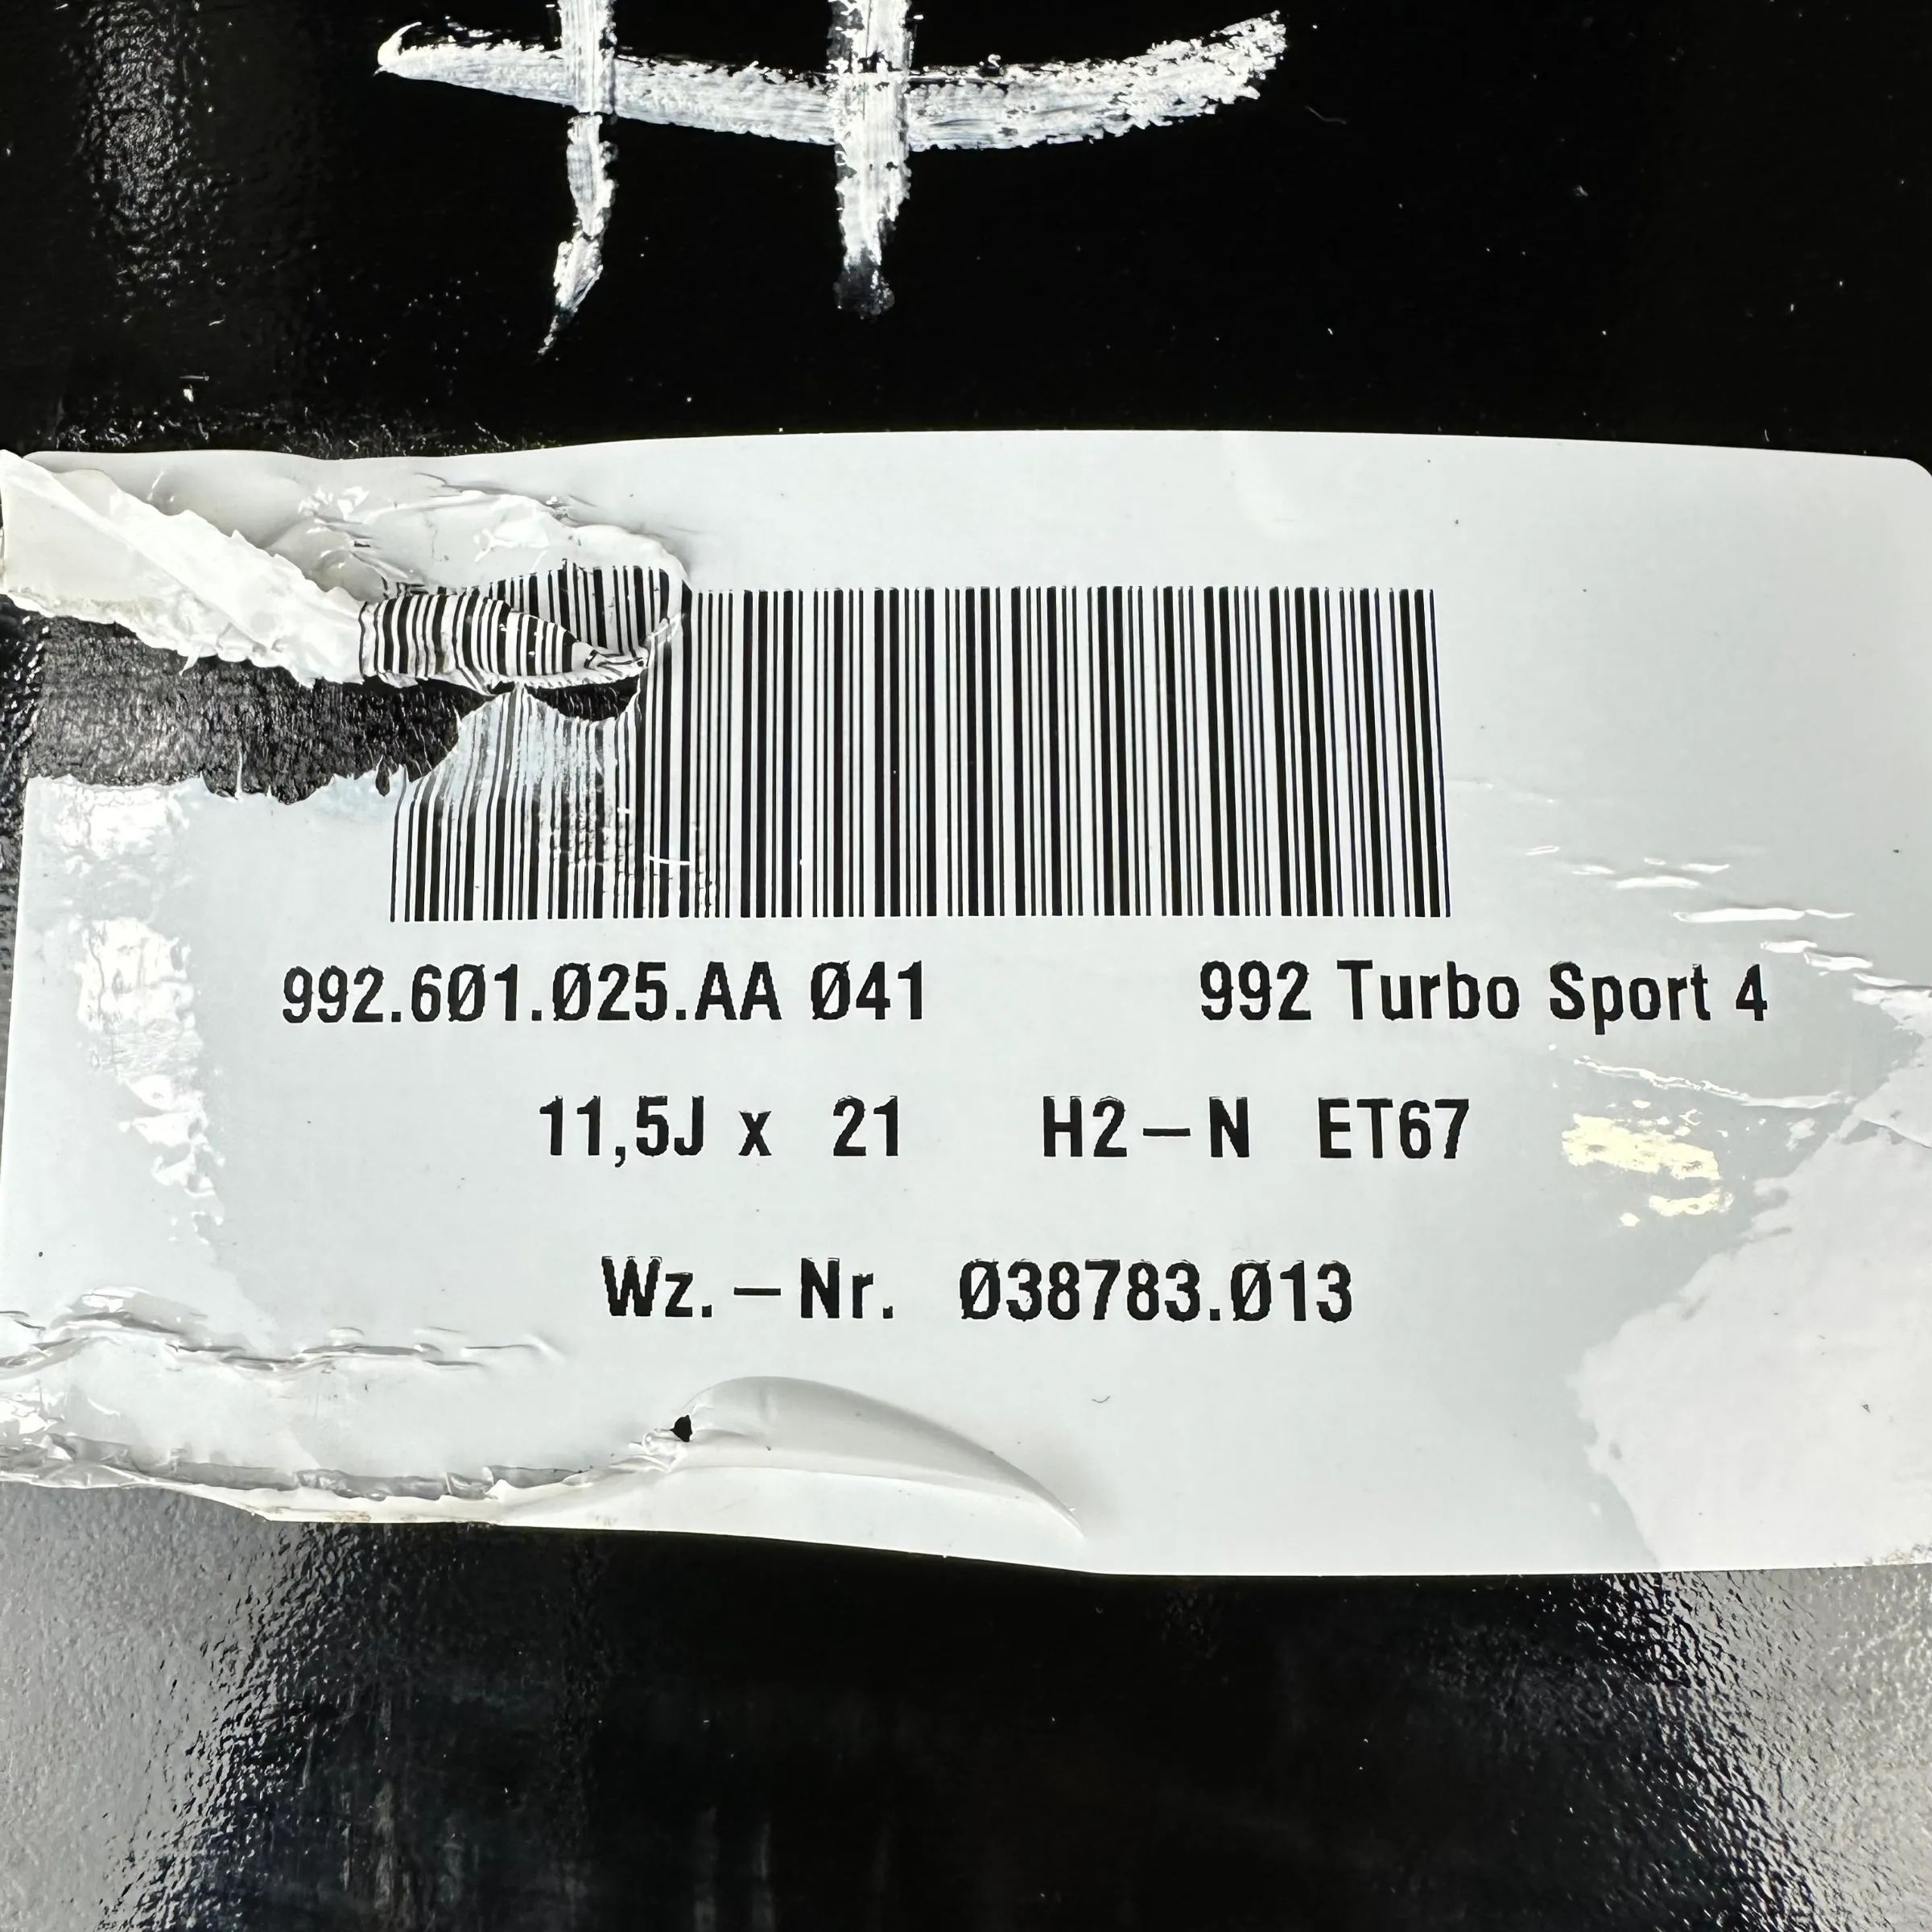 992.6Ø1.Ø25.AA Ø41 992 Turbo Sport 4
11,5J x 21 H2–N ET67
Wz.–Nr. Ø38783.Ø13